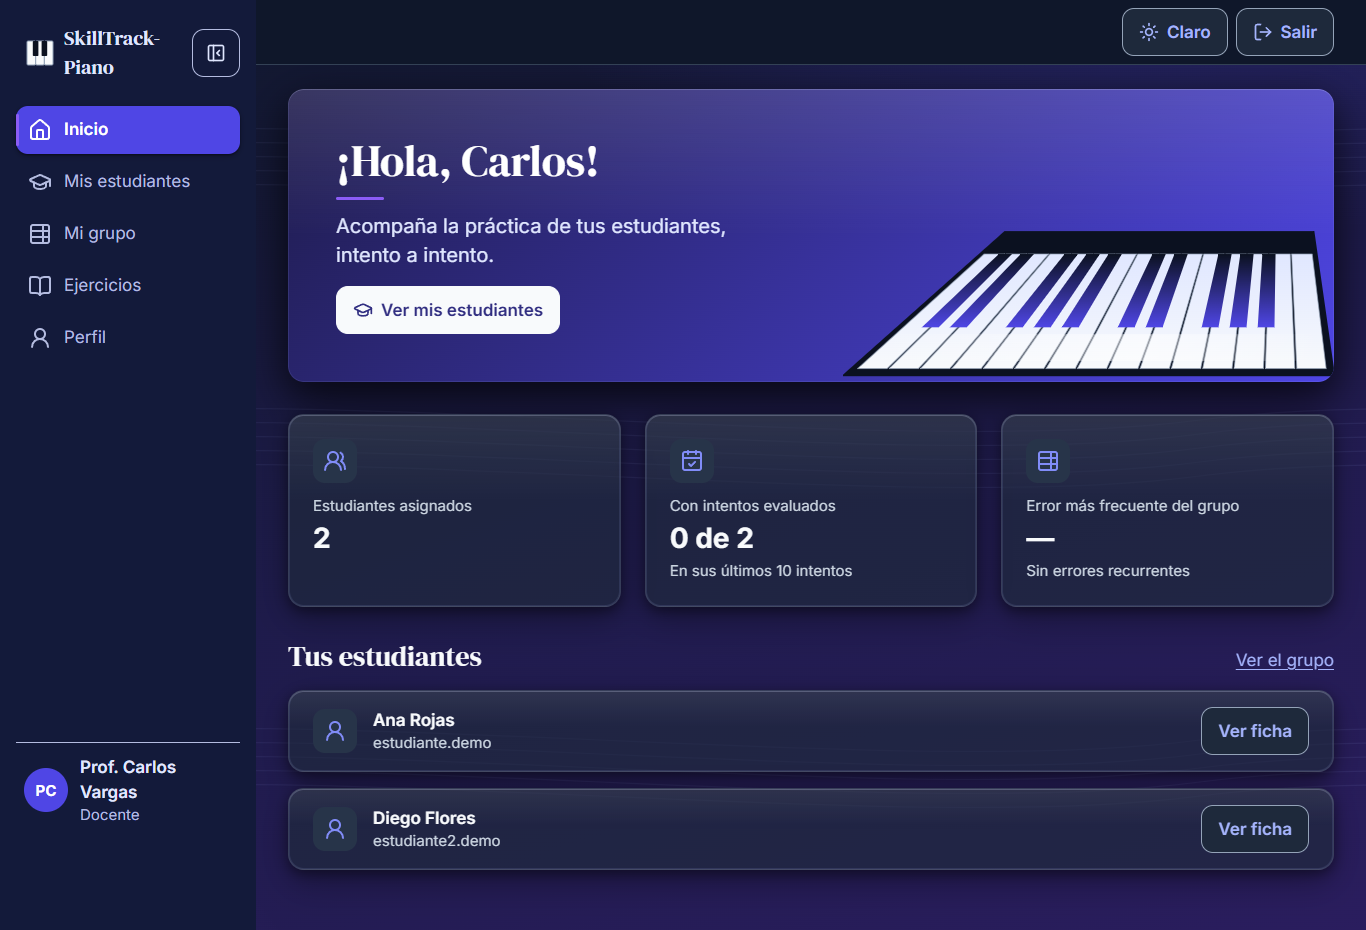 SkillTrack-
Piano
Claro
Salir
Inicio
Mis estudiantes
Mi grupo
Ejercicios
Perfil
¡Hola, Carlos!
Acompaña la práctica de tus estudiantes,
intento a intento.
Ver mis estudiantes
Estudiantes asignados
2
Con intentos evaluados
0 de 2
En sus últimos 10 intentos
Error más frecuente del grupo
—
Sin errores recurrentes
Tus estudiantes
Ver el grupo
Ana Rojas
estudiante.demo
Ver ficha
Diego Flores
estudiante2.demo
Ver ficha
PC
Prof. Carlos
Vargas
Docente